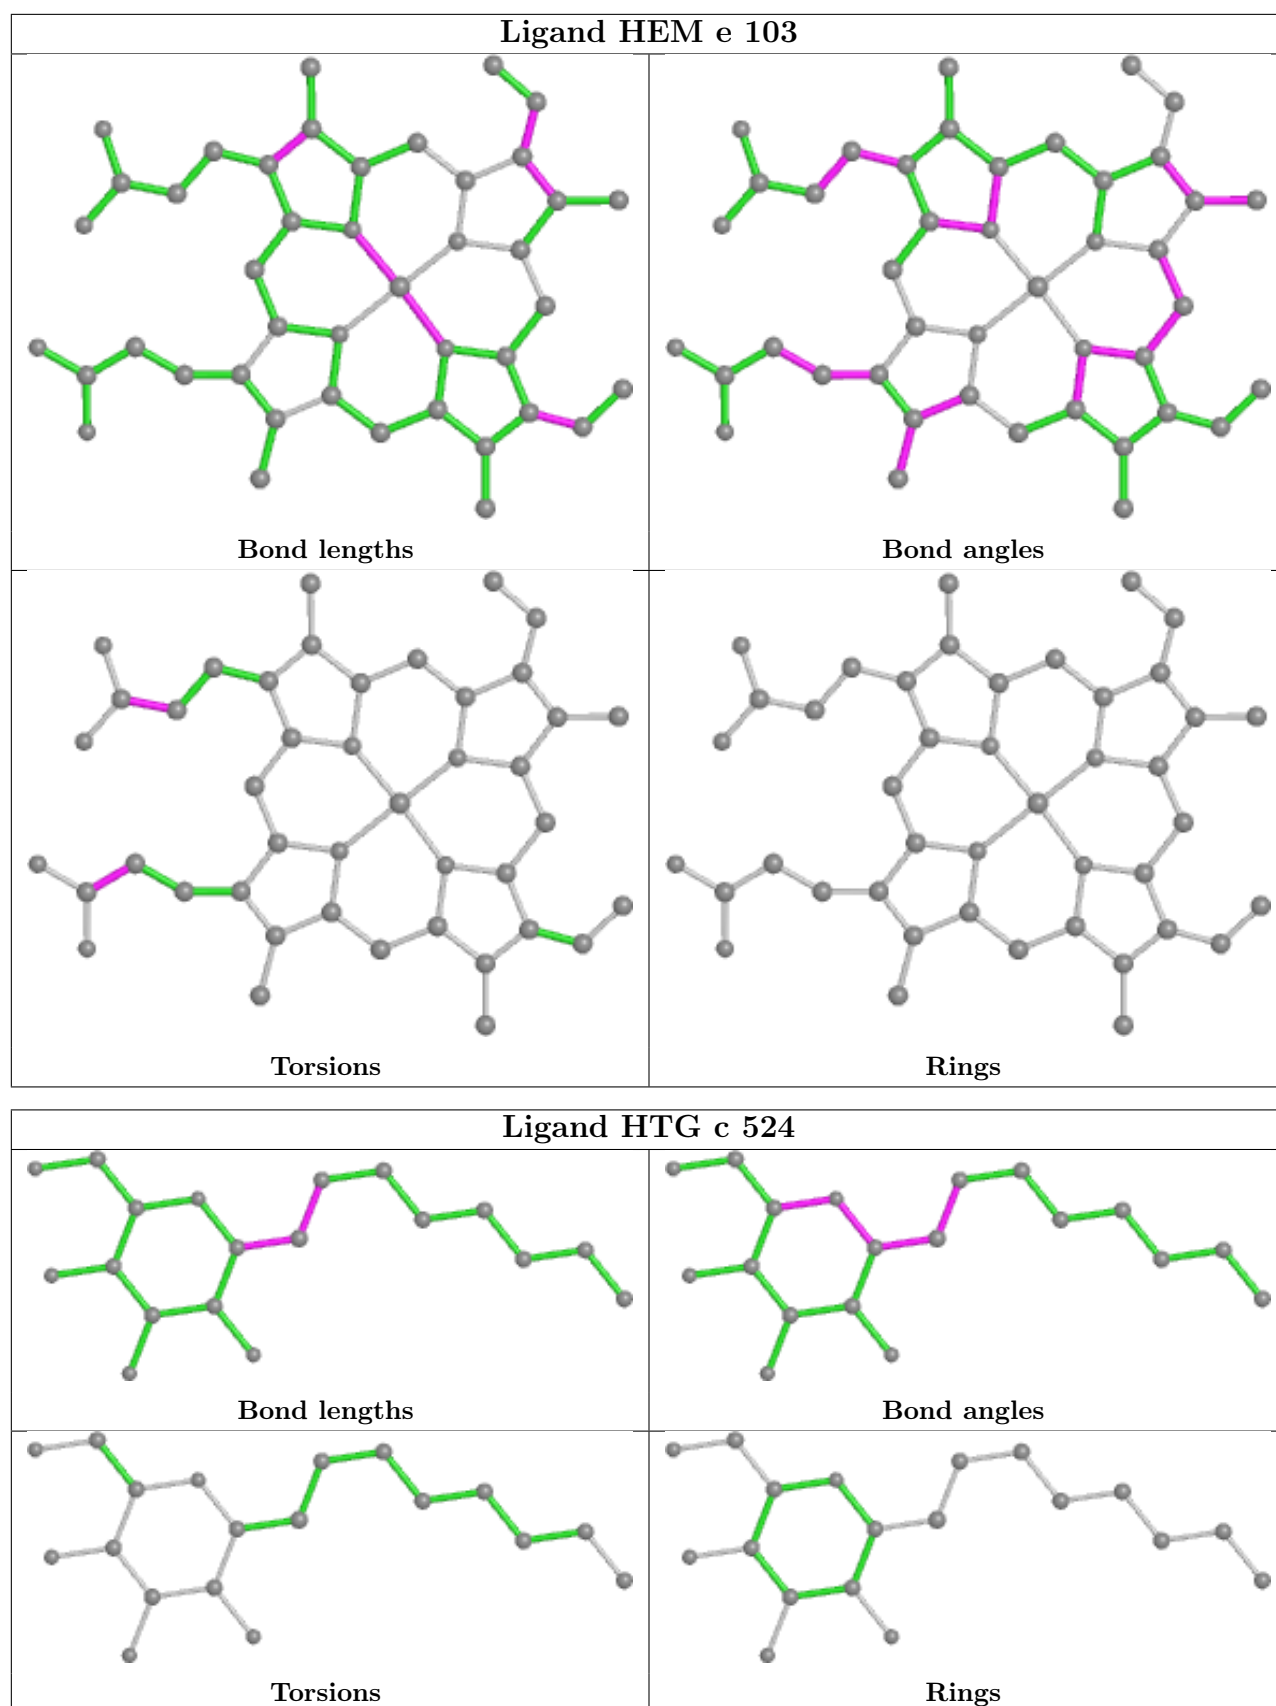 Ligand HEM e 103
Bond lengths
Bond angles
Torsions
Rings
Ligand HTG c 524
Bond lengths
Bond angles
Torsions
Rings